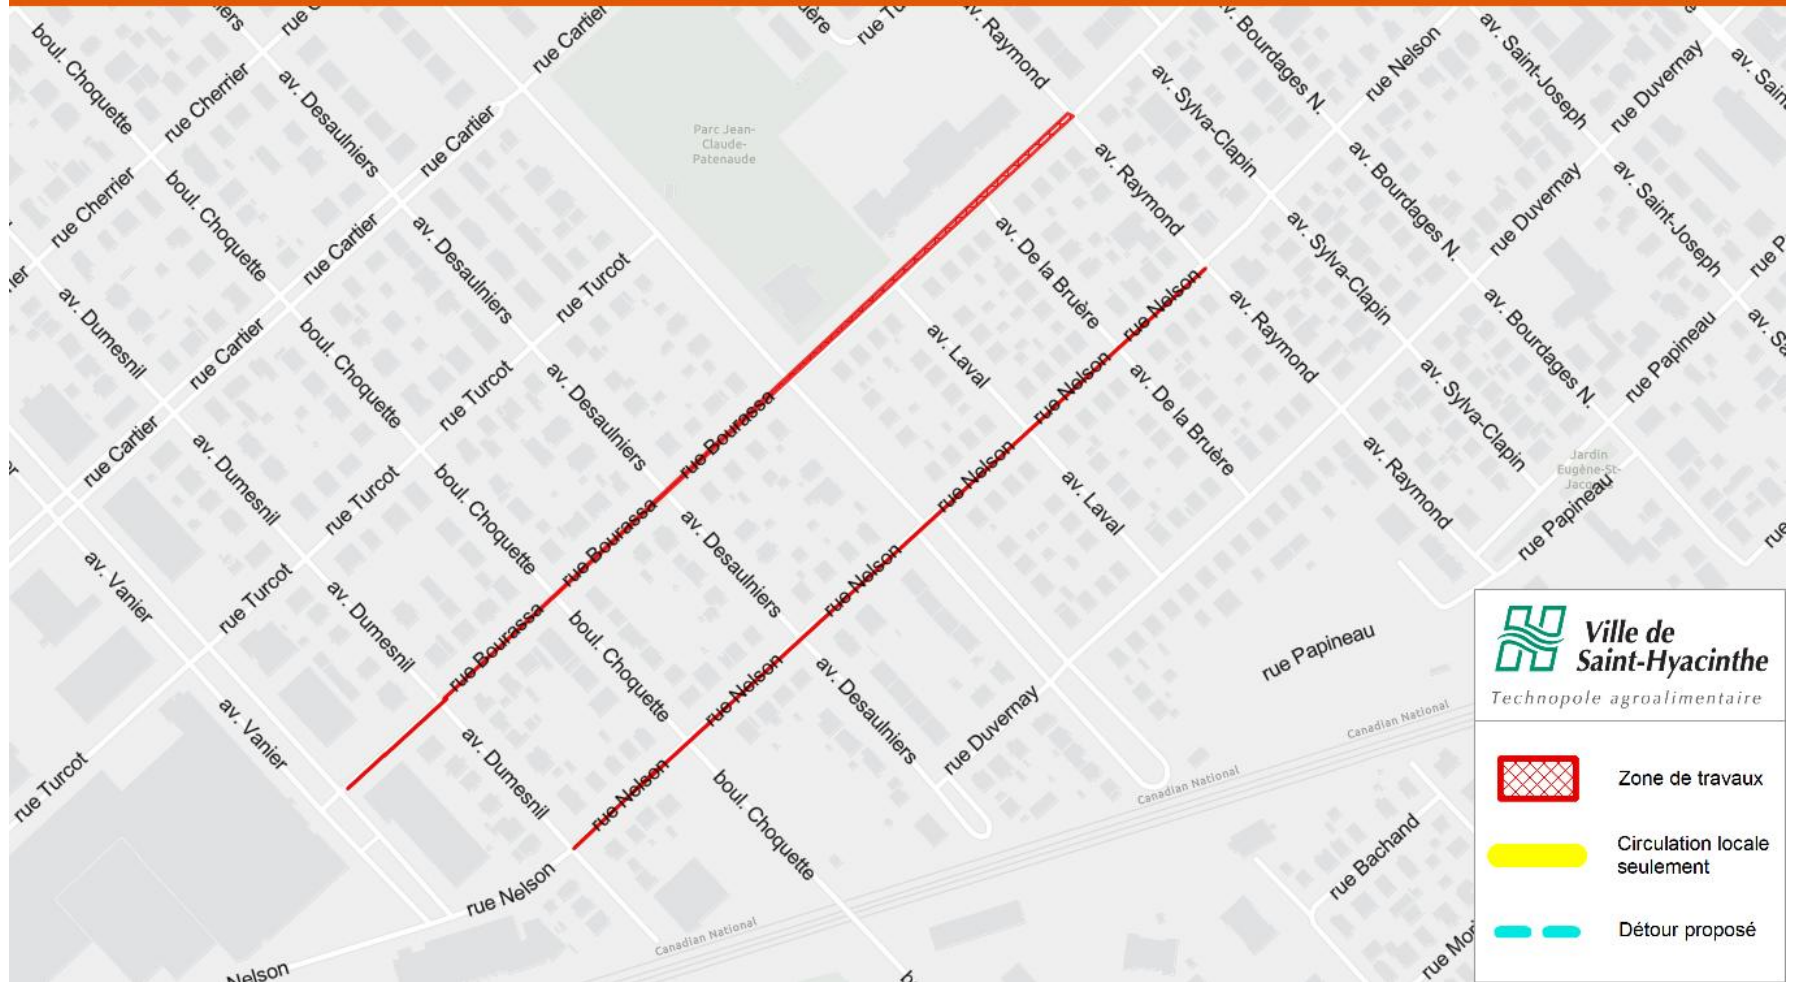 boul. Choquette
rue Cherrier
av. Desaulniers
rue Cartier
av. Raymond
av. Bourdages N.
rue Nelson
av. Saint-Joseph
rue Duvernay
av. Sylva-Clapin
Parc Jean-
Claude-
Patenaude
rue Cartier
rue Cherrier
boul. Choquette
rue Cartier
av. Desaulniers
av. Raymond
av. Bourdages N.
rue Duvernay
av. Saint-Joseph
av. Sylva-Clapin
av. De la Bruère
rue Turcot
av. Dumesnil
rue Cartier
boul. Choquette
rue Turcot
av. Desaulniers
rue Bourassa
av. Laval
rue Nelson
rue Nelson
av. Raymond
av. De la Bruère
av. Bourdages N.
rue Papineau
av. Sylva-Clapin
rue Cartier
av. Dumesnil
rue Turcot
boul. Choquette
rue Bourassa
av. Desaulniers
rue Nelson
av. Laval
av. Raymond
Jardin
Eugène-St-
Jacques
rue Papineau
av. Vanier
rue Turcot
av. Dumesnil
rue Bourassa
boul. Choquette
rue Nelson
av. Desaulniers
rue Nelson
rue Duvernay
rue Papineau
Canadian National
Canadian National
rue Turcot
av. Vanier
av. Dumesnil
rue Nelson
boul. Choquette
rue Nelson
Canadian National
Nelson
rue Bachand
Ville de
Saint-Hyacinthe
Technopole agroalimentaire
Zone de travaux
Circulation locale
seulement
Détour proposé